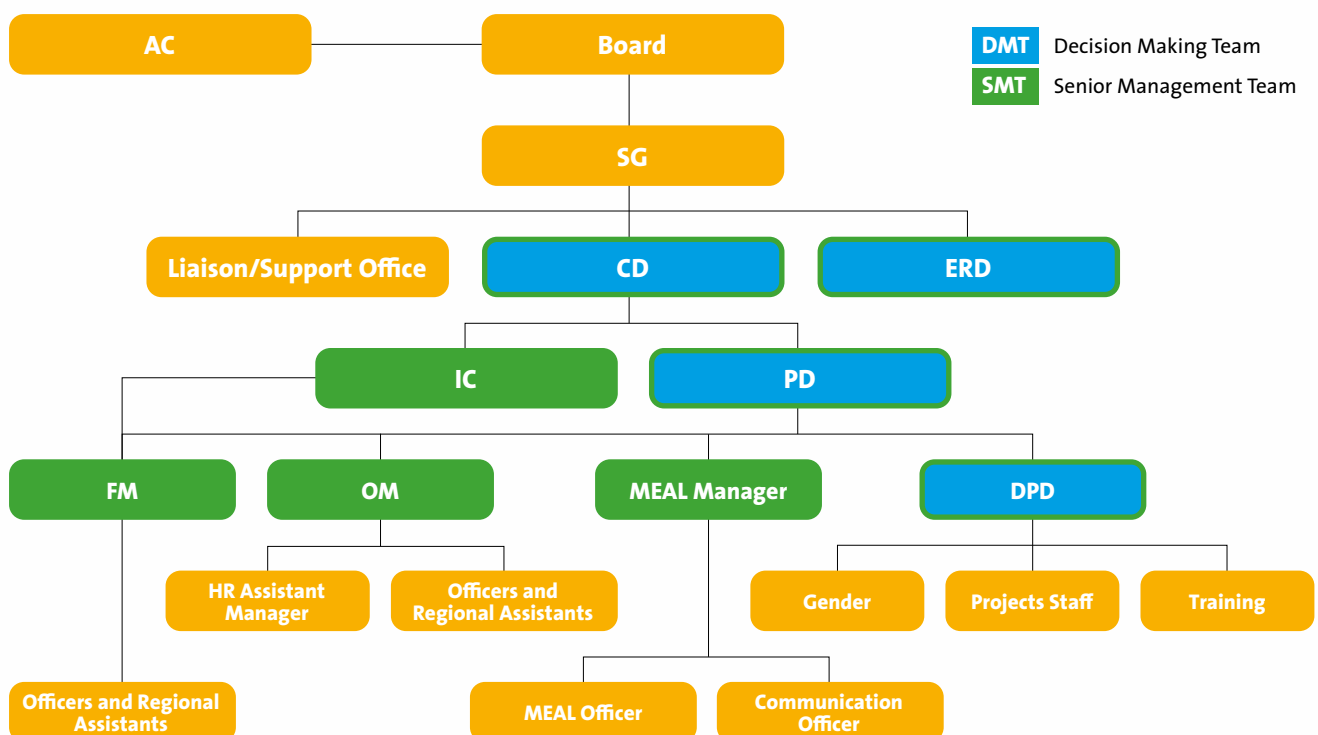 AC
Board
DMT Decision Making Team
SMT Senior Management Team
SG
Liaison/Support Office
CD
ERD
IC
PD
FM
OM
MEAL Manager
DPD
HR Assistant
Manager
Officers and
Regional Assistants
Gender
Projects Staff
Training
Officers and Regional
Assistants
MEAL Officer
Communication
Officer